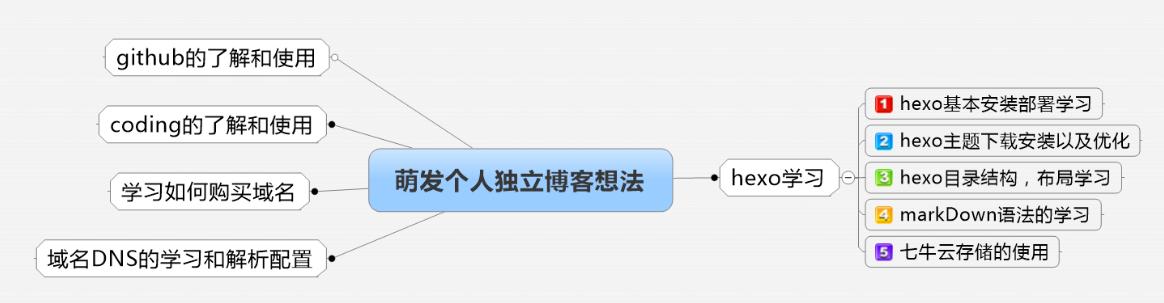 github的了解和使用
coding的了解和使用
学习如何购买域名
域名DNS的学习和解析配置
萌发个人独立博客想法
hexo学习
1 hexo基本安装部署学习
2 hexo主题下载安装以及优化
3 hexo目录结构，布局学习
4 markDown语法的学习
5 七牛云存储的使用